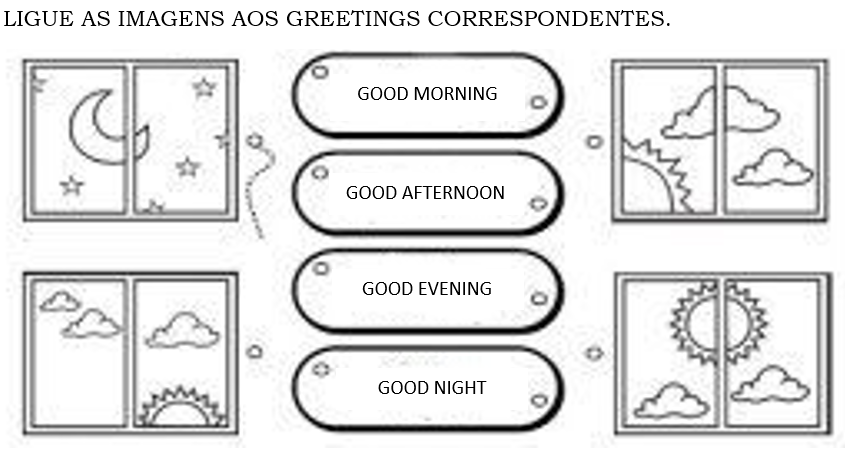 LIGUE AS IMAGENS AOS GREETINGS CORRESPONDENTES.
GOOD MORNING
GOOD AFTERNOON
GOOD EVENING
GOOD NIGHT